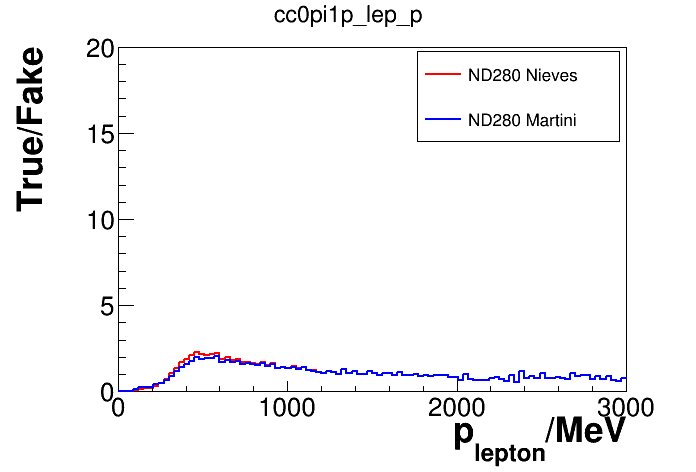 cc0pi1p_lep_p
True/Fake
20
15
10
5
0
ND280 Nieves
ND280 Martini
0 1000 2000 3000
p_lepton/MeV